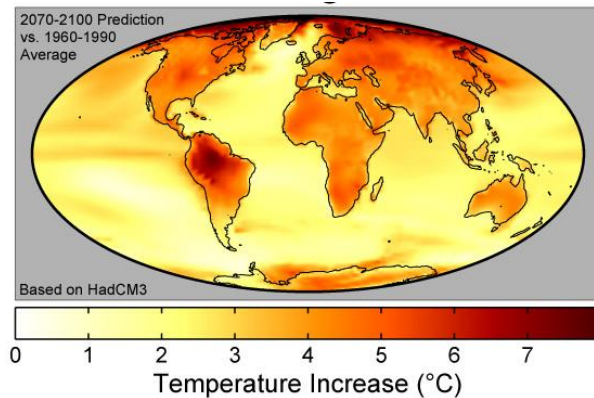 2070-2100 Prediction
vs. 1960-1990
Average
Based on HadCM3
0 1 2 3 4 5 6 7
Temperature Increase (°C)